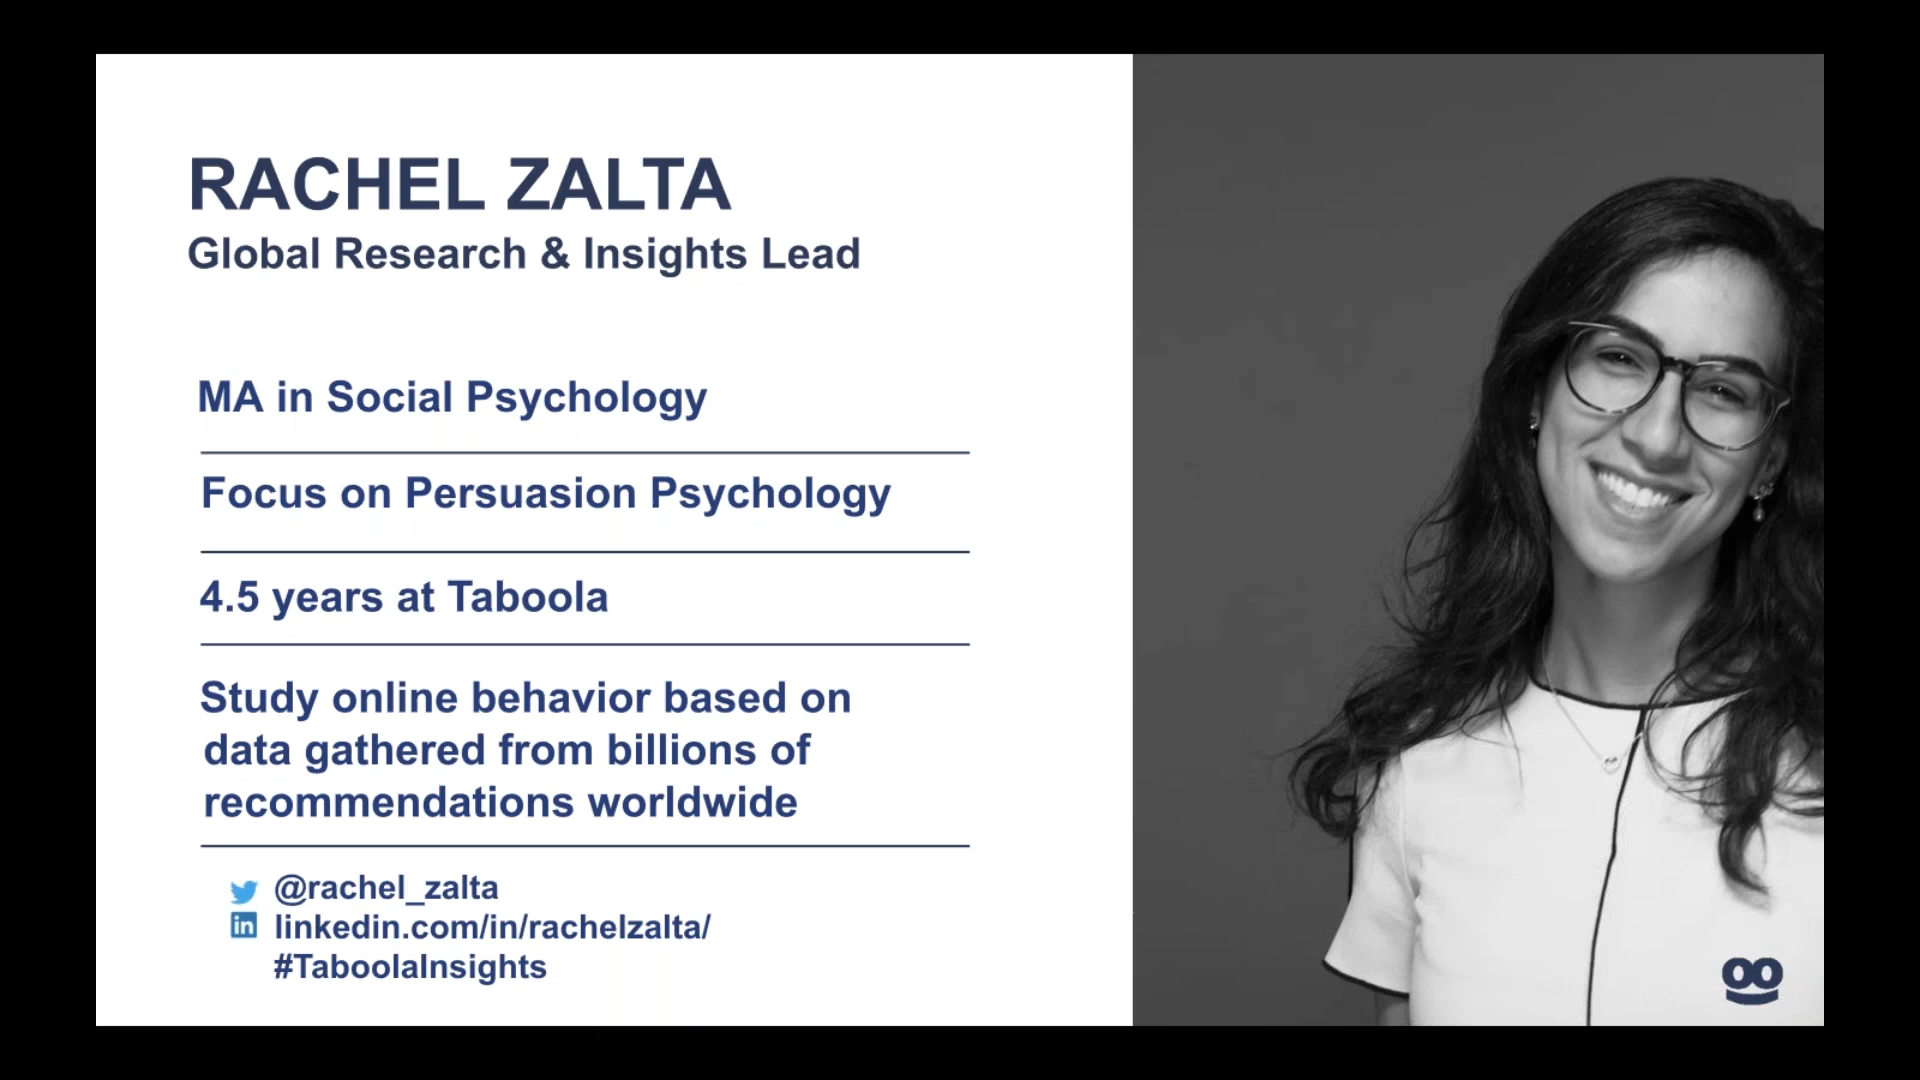 RACHEL ZALTA
Global Research & Insights Lead
MA in Social Psychology
Focus on Persuasion Psychology
4.5 years at Taboola
Study online behavior based on
data gathered from billions of
recommendations worldwide
@rachel_zalta
linkedin.com/in/rachelzalta/
#TaboolaInsights